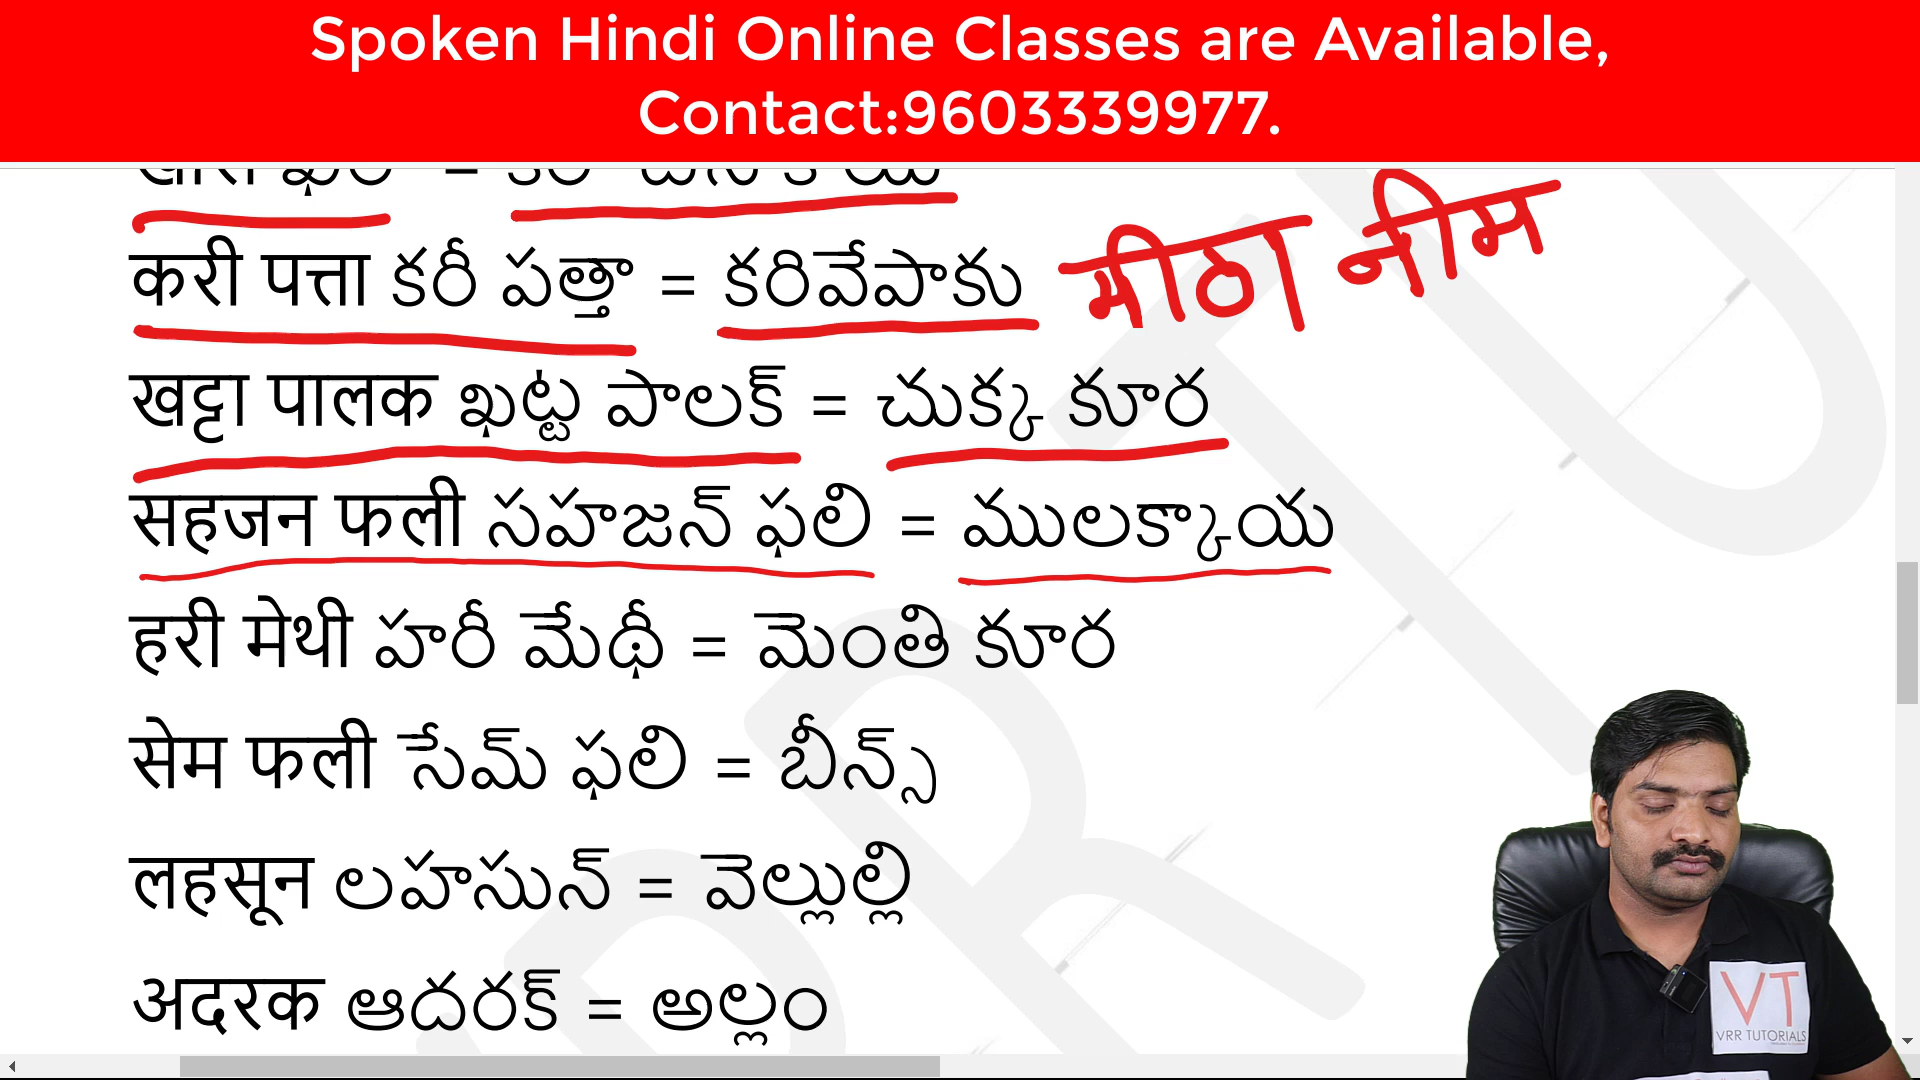 Spoken Hindi Online Classes are Available,
Contact:9603339977.
करी पत्ता కరీ పత్తా = కరివేపాకు मीठा नीम
खट्टा पालक ఖట్ట పాలక్ = చుక్క కూర
सहजन फली సహజన్ ఫలి = ములక్కాయ
हरी मेथी హరీ మేథీ = మెంతి కూర
सेम फली సేమ్ ఫలి = బీన్స్
लहसून లహసున్ = వెల్లుల్లి
अदरक ఆదరక్ = అల్లం
VT
VRR TUTORIALS